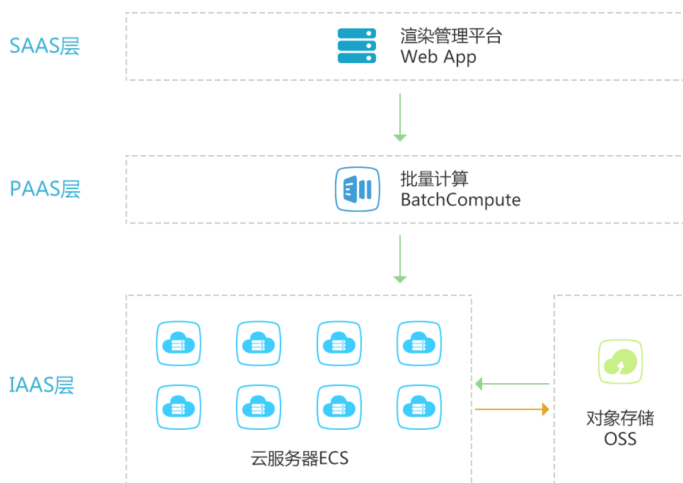 SAAS层
渲染管理平台
Web App
PAAS层
批量计算
BatchCompute
IAAS层
云服务器ECS
对象存储
OSS